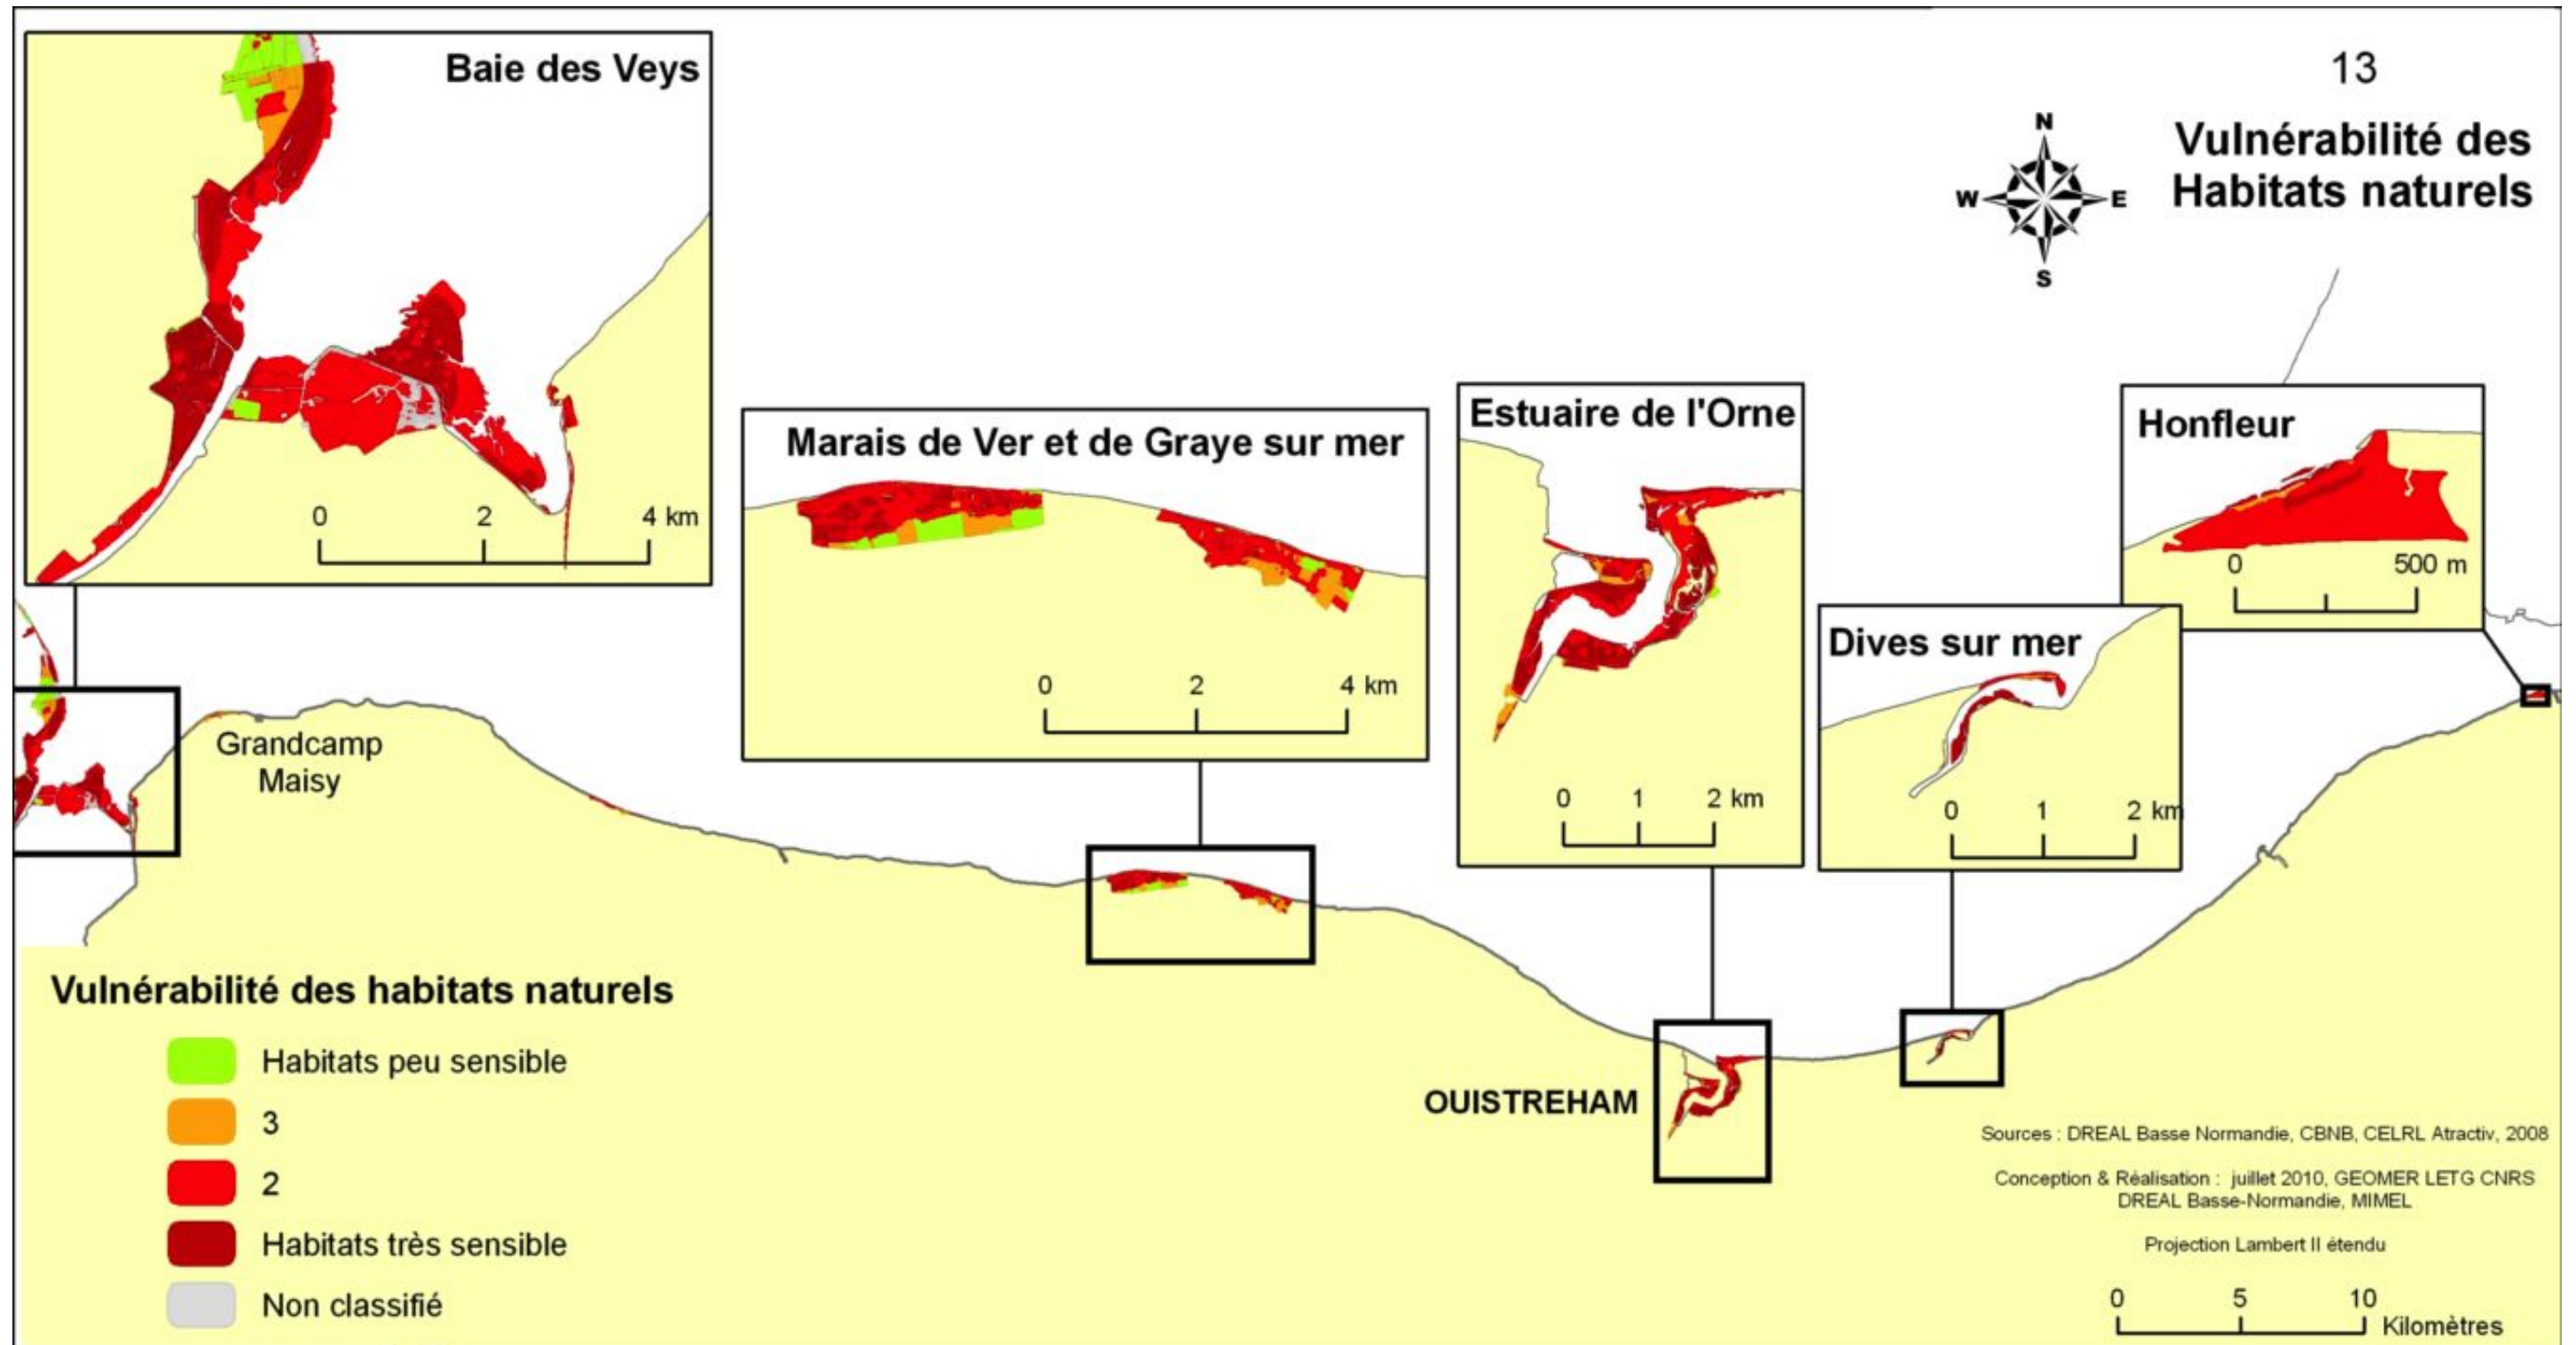 13
Vulnérabilité des
Habitats naturels
N
W E
S
Baie des Veys
0 2 4 km
Marais de Ver et de Graye sur mer
0 2 4 km
Estuaire de l'Orne
0 1 2 km
Dives sur mer
0 1 2 km
Honfleur
0 500 m
Grandcamp
Maisy
OUISTREHAM
Vulnérabilité des habitats naturels
Habitats peu sensible
3
2
Habitats très sensible
Non classifié
Sources : DREAL Basse Normandie, CBNB, CELRL Atractiv, 2008
Conception & Réalisation : juillet 2010, GEOMER LETG CNRS
DREAL Basse-Normandie, MIMEL
Projection Lambert II étendu
0 5 10
Kilomètres